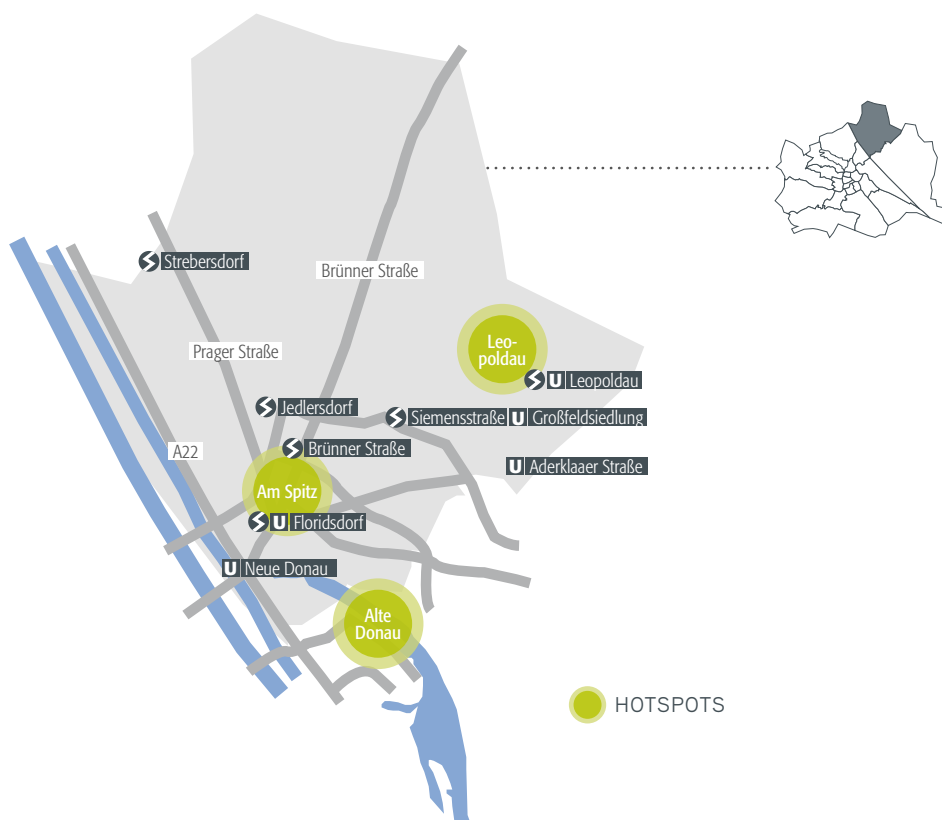 Strebersdorf
Brünner Straße
Prager Straße
Leo-
poldau
U Leopoldau
Jedlersdorf
Siemensstraße U Großfeldsiedlung
Brünner Straße
A22
U Aderklaaer Straße
Am Spitz
U Floridsdorf
U Neue Donau
Alte
Donau
HOTSPOTS